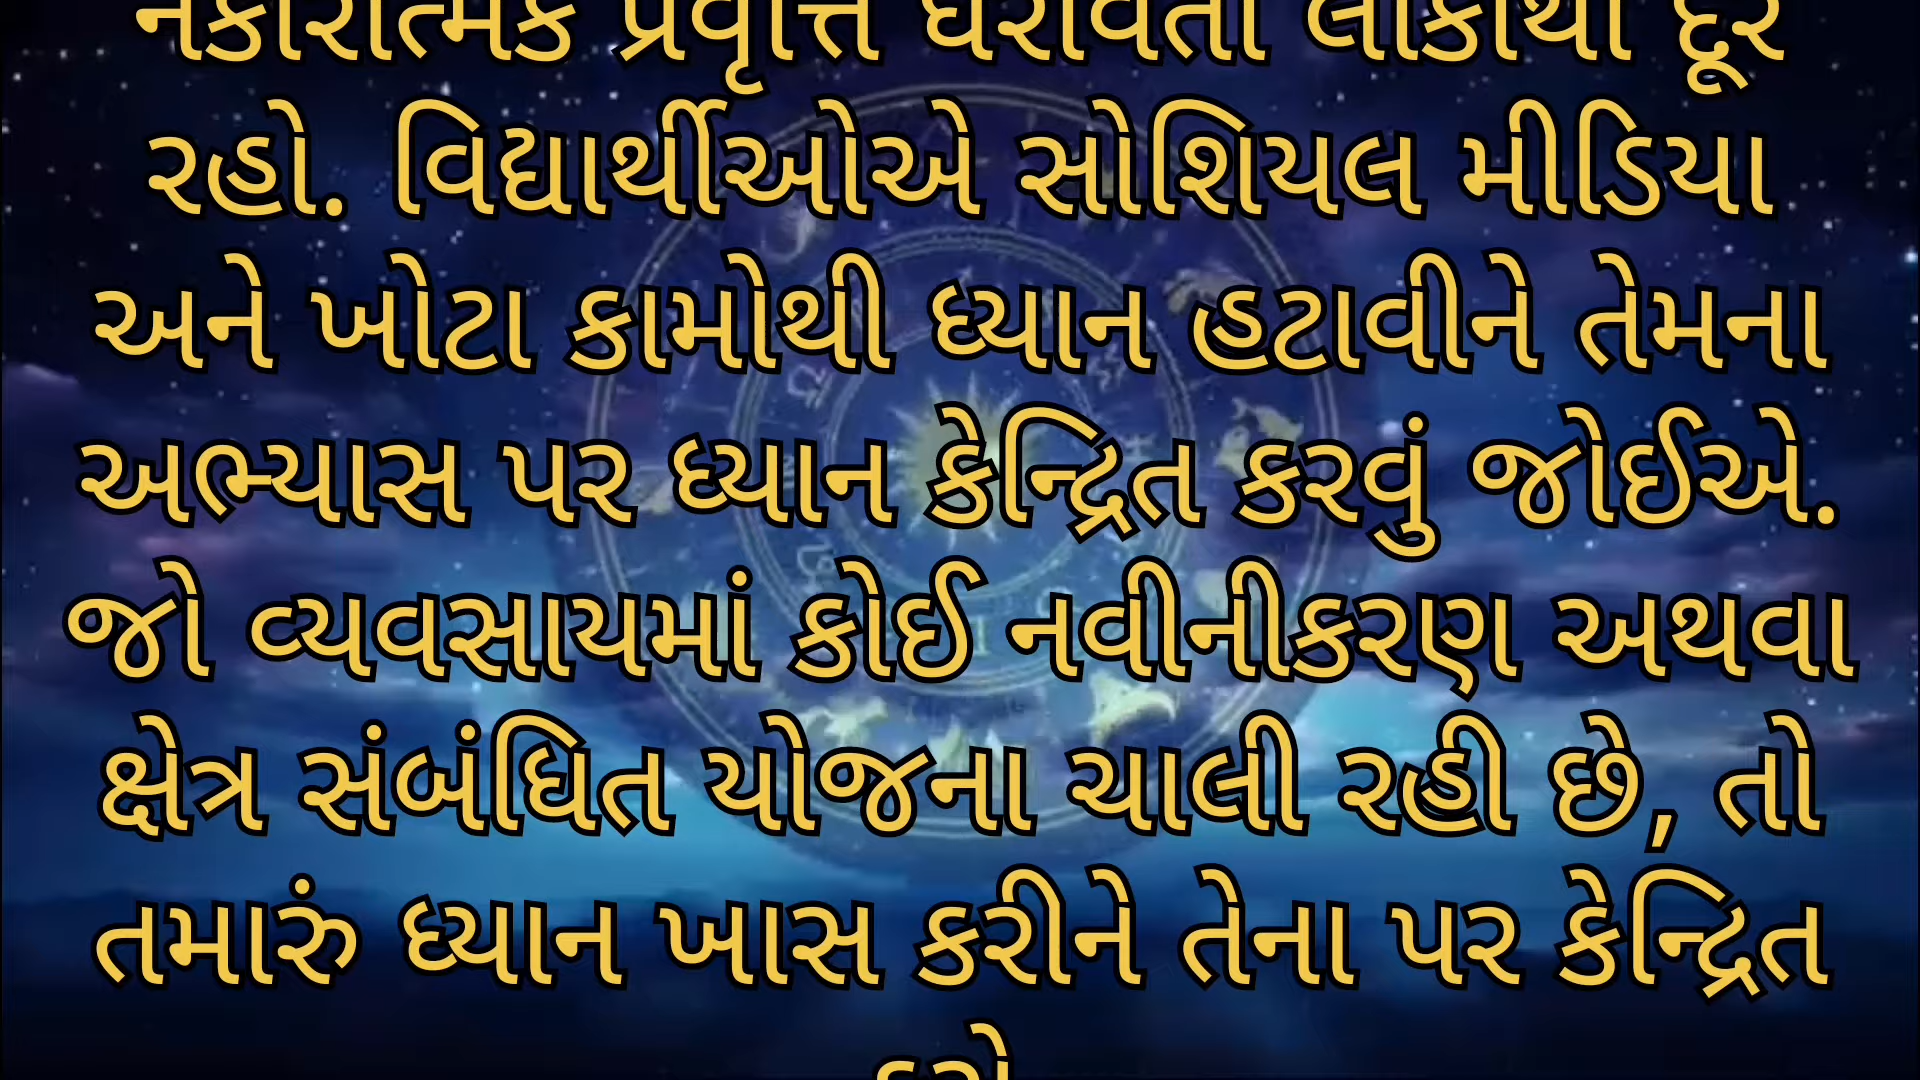 નકારાત્મક પ્રવૃત્તિ ધરાવતા લોકોથી દૂર
રહો. વિદ્યાર્થીઓએ સોશિયલ મીડિયા
અને ખોટા કામોથી ધ્યાન હટાવીને તેમના
અભ્યાસ પર ધ્યાન કેન્દ્રિત કરવું જોઈએ.
જો વ્યવસાયમાં કોઈ નવીનીકરણ અથવા
ક્ષેત્ર સંબંધિત યોજના ચાલી રહી છે, તો
તમારું ધ્યાન ખાસ કરીને તેના પર કેન્દ્રિત